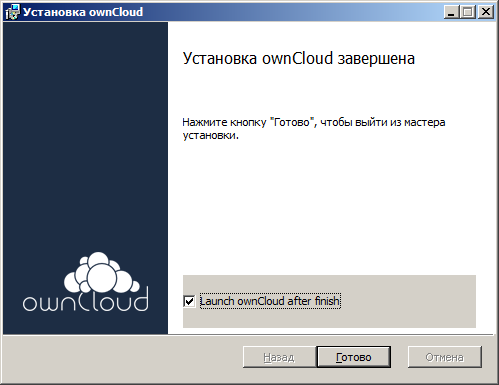 Установка ownCloud
Установка ownCloud завершена
Нажмите кнопку "Готово", чтобы выйти из мастера
установки.
ownCloud
Launch ownCloud after finish
Назад
Готово
Отмена